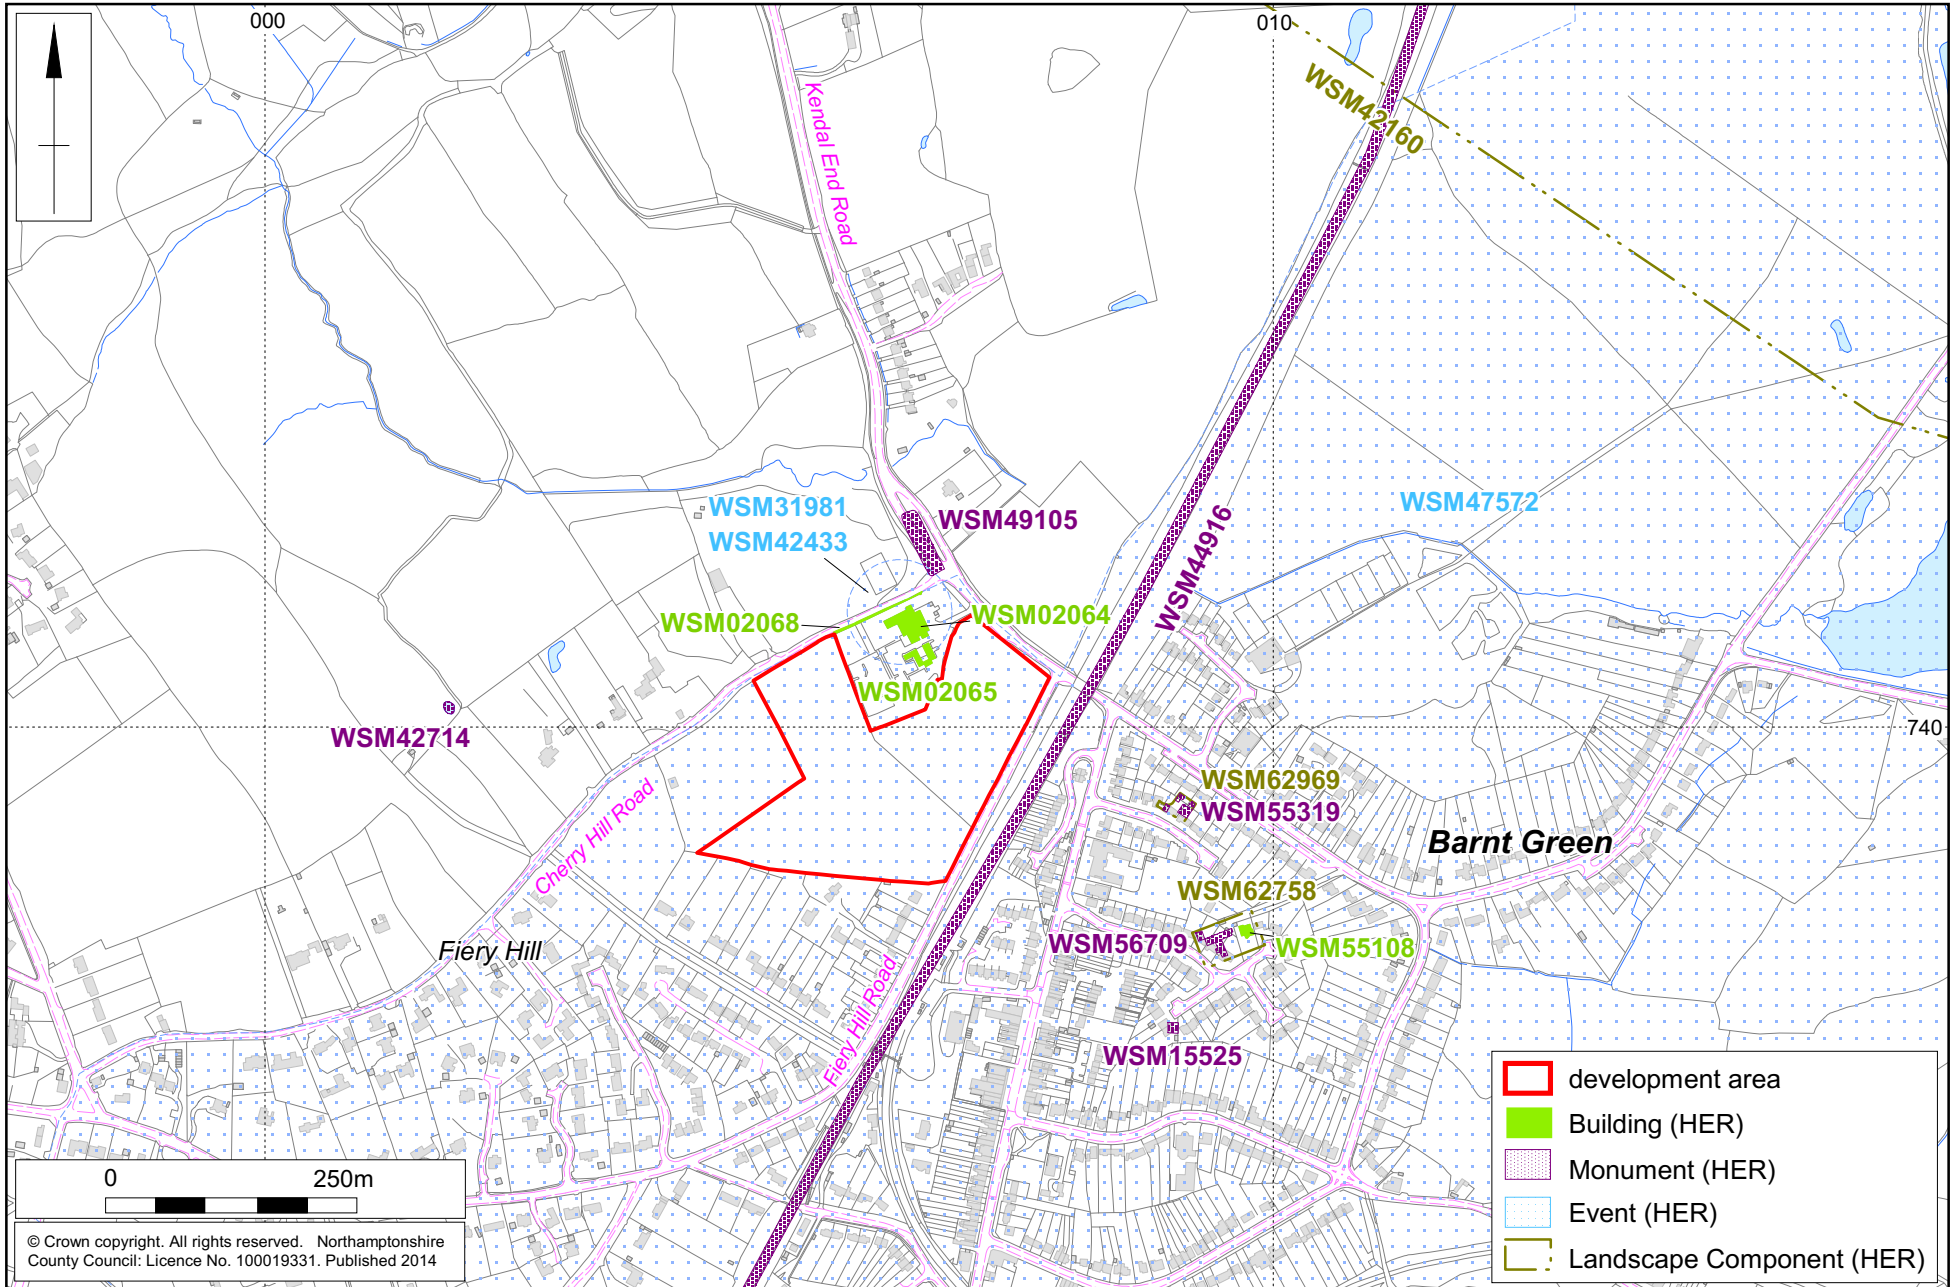 000
010
Kendal End Road
WSM42160
WSM31981
WSM42433
WSM49105
WSM47572
WSM44916
WSM02068
WSM02064
WSM02065
WSM42714
740
Cherry Hill Road
WSM62969
WSM55319
Barnt Green
WSM62758
Fiery Hill
WSM56709
WSM55108
Fiery Hill Road
WSM15525
development area
Building (HER)
Monument (HER)
Event (HER)
Landscape Component (HER)
0 250m
© Crown copyright. All rights reserved. Northamptonshire
County Council: Licence No. 100019331. Published 2014